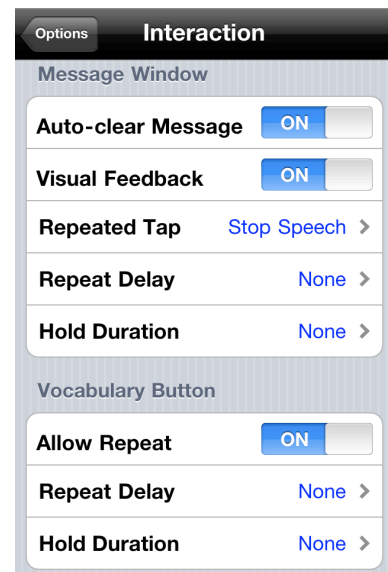 Options Interaction
Message Window
Auto-clear Message ON
Visual Feedback ON
Repeated Tap Stop Speech
Repeat Delay None
Hold Duration None
Vocabulary Button
Allow Repeat ON
Repeat Delay None
Hold Duration None